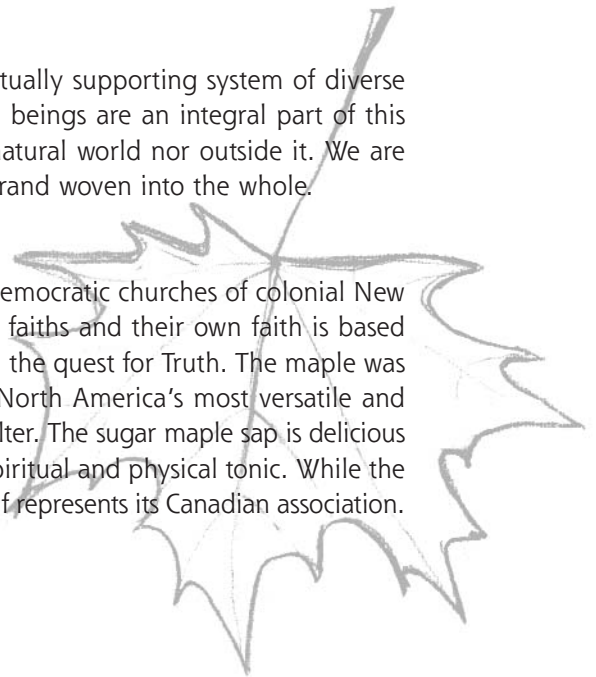 tually supporting system of diverse
beings are an integral part of this
natural world nor outside it. We are
rand woven into the whole.
emocratic churches of colonial New
faiths and their own faith is based
the quest for Truth. The maple was
North America’s most versatile and
lter. The sugar maple sap is delicious
piritual and physical tonic. While the
f represents its Canadian association.